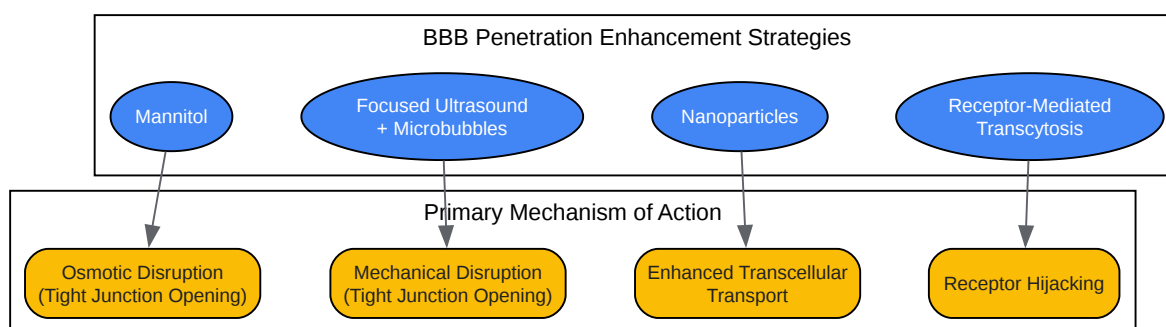 BBB Penetration Enhancement Strategies
Mannitol
Focused Ultrasound
+ Microbubbles
Nanoparticles
Receptor-Mediated
Transcytosis
Primary Mechanism of Action
Osmotic Disruption
(Tight Junction Opening)
Mechanical Disruption
(Tight Junction Opening)
Enhanced Transcellular
Transport
Receptor Hijacking